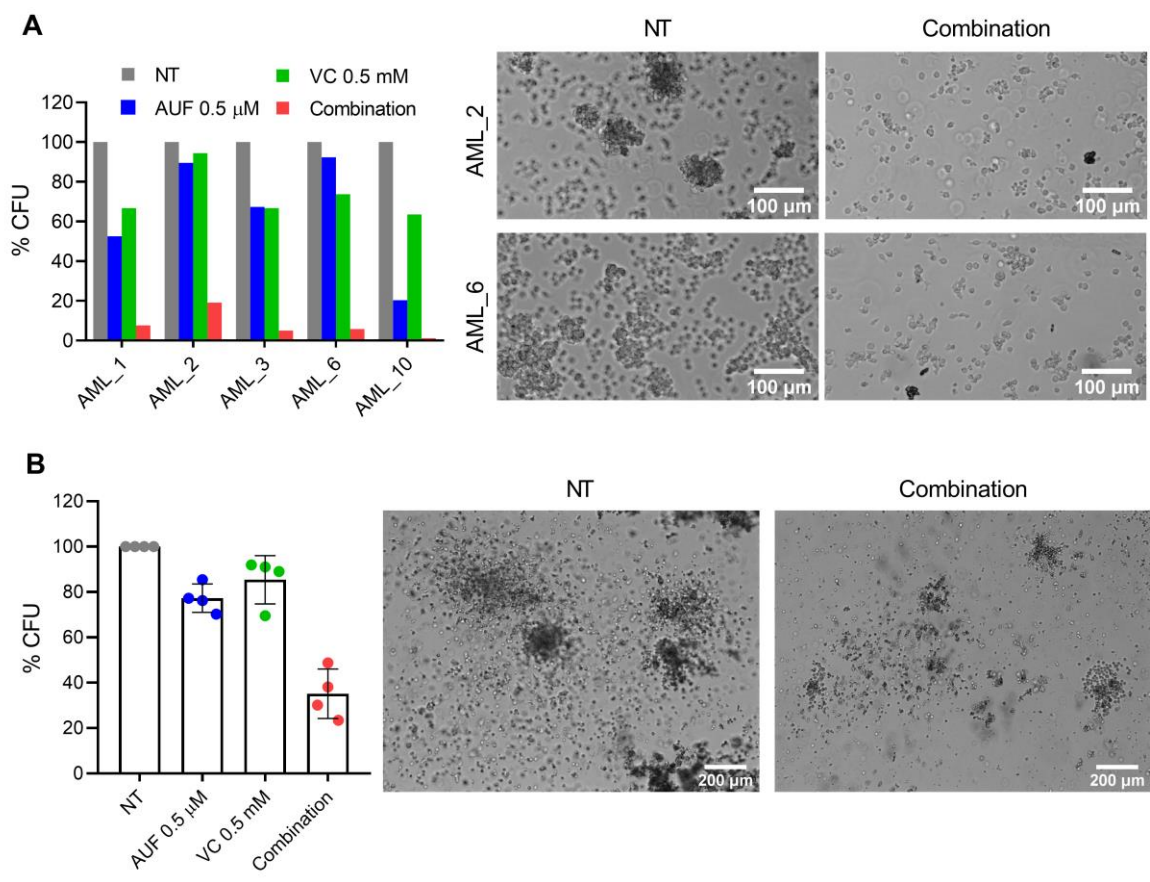 A
NT
AUF 0.5 μM
VC 0.5 mM
Combination
% CFU
120
100
80
60
40
20
0
AML_1
AML_2
AML_3
AML_6
AML_10
NT
Combination
AML_2
100 μm
100 μm
AML_6
100 μm
100 μm
B
% CFU
120
100
80
60
40
20
0
NT
AUF 0.5 μM
VC 0.5 mM
Combination
NT
Combination
200 μm
200 μm